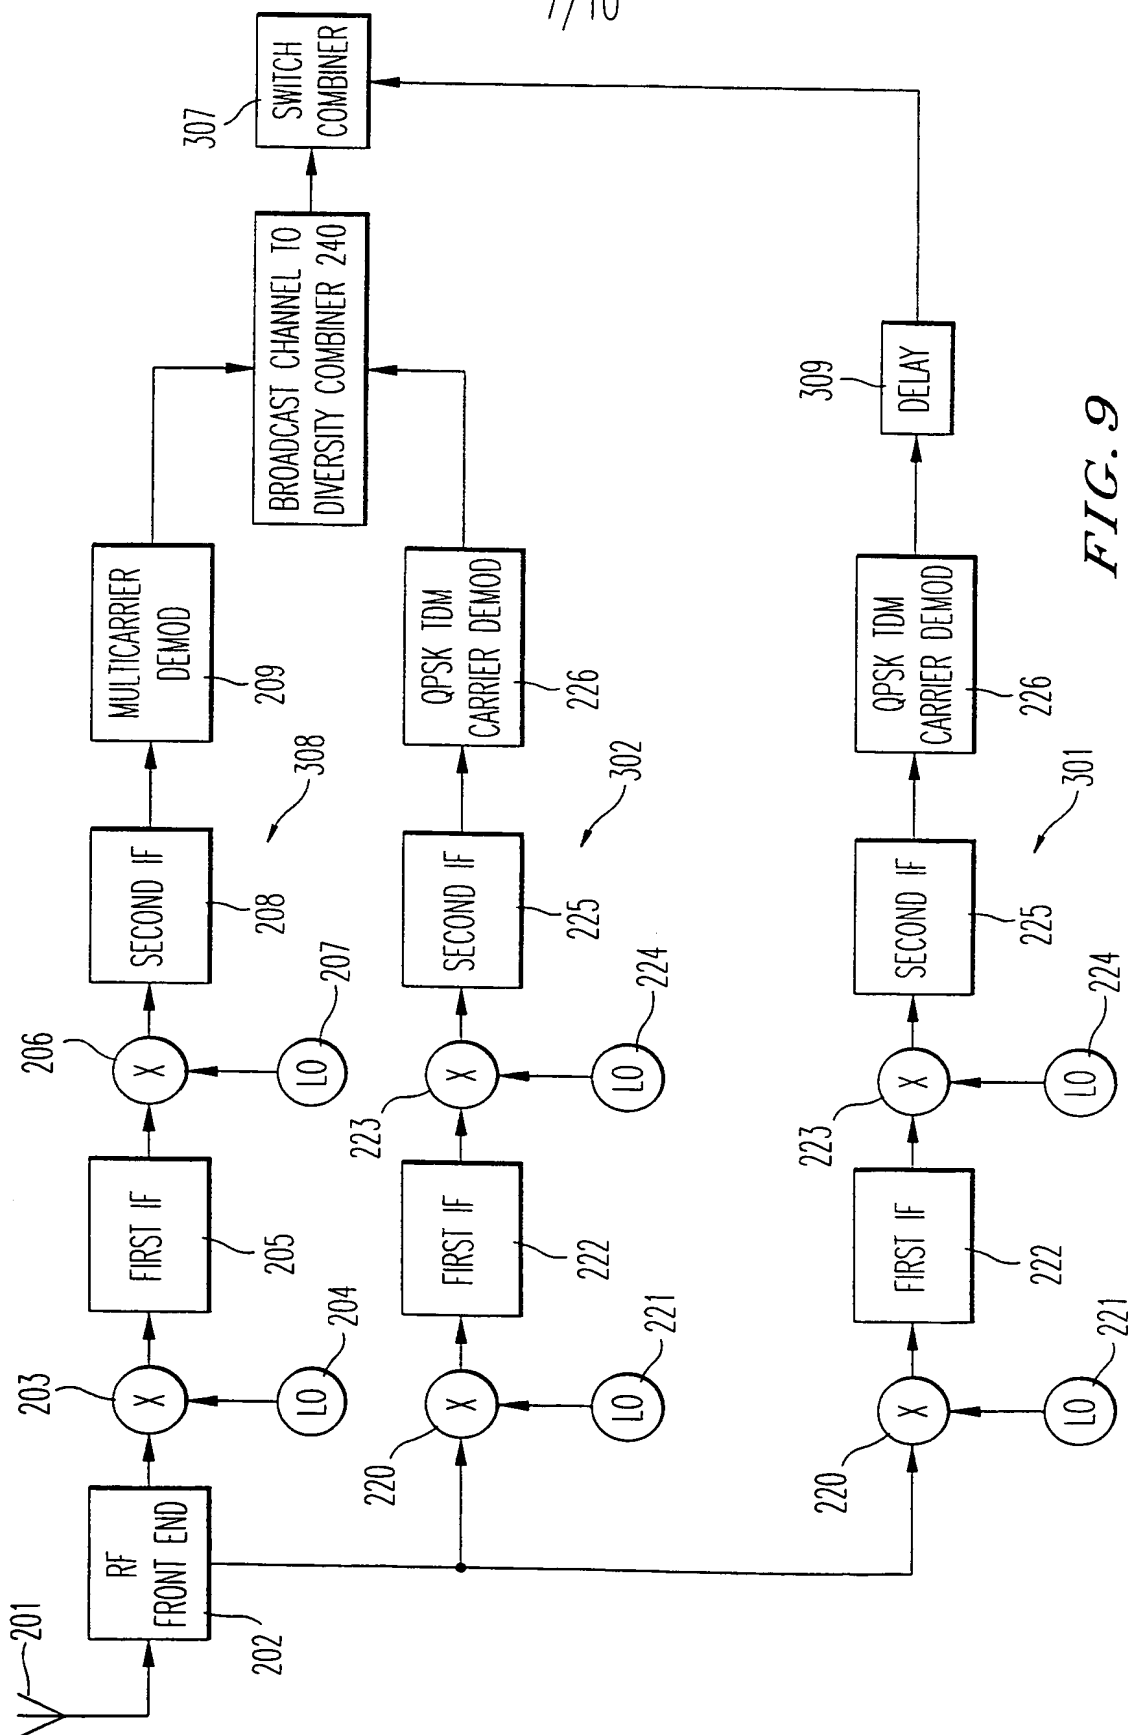 7/10
201
RF
FRONT END
202
203
X
LO
204
FIRST IF
205
206
X
LO
207
SECOND IF
208
308
MULTICARRIER
DEMOD
209
BROADCAST CHANNEL TO
DIVERSITY COMBINER 240
307
SWITCH
COMBINER
220
X
LO
221
FIRST IF
222
223
X
LO
224
SECOND IF
225
302
QPSK TDM
CARRIER DEMOD
226
220
X
LO
221
FIRST IF
222
223
X
LO
224
SECOND IF
225
301
QPSK TDM
CARRIER DEMOD
226
309
DELAY
FIG. 9